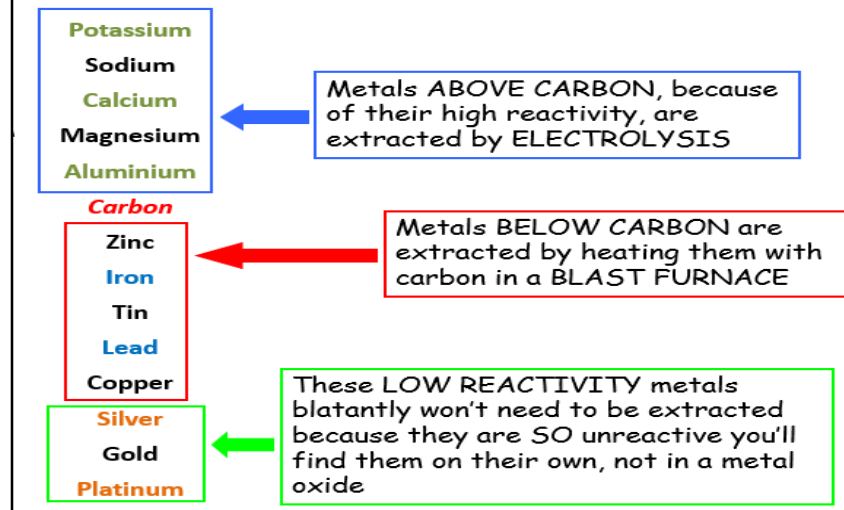 Potassium
Sodium
Calcium
Magnesium
Aluminium
Metals ABOVE CARBON, because
of their high reactivity, are
extracted by ELECTROLYSIS
Carbon
Zinc
Iron
Tin
Lead
Copper
Metals BELOW CARBON are
extracted by heating them with
carbon in a BLAST FURNACE
Silver
Gold
Platinum
These LOW REACTIVITY metals
blatantly won't need to be extracted
because they are SO unreactive you'll
find them on their own, not in a metal
oxide